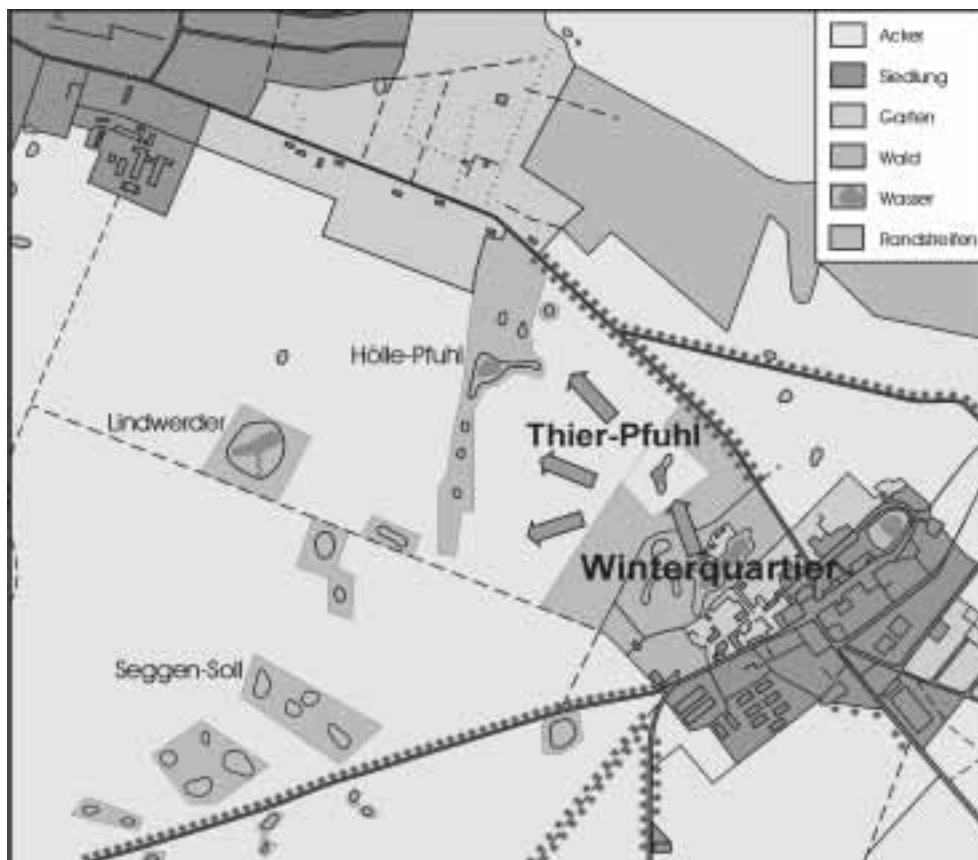 Acker
Siedlung
Garten
Wald
Wasser
Randstreifen
Hölle-Pfuhl
Lindwerder
Thier-Pfuhl
Winterquartier
Seggen-Soll